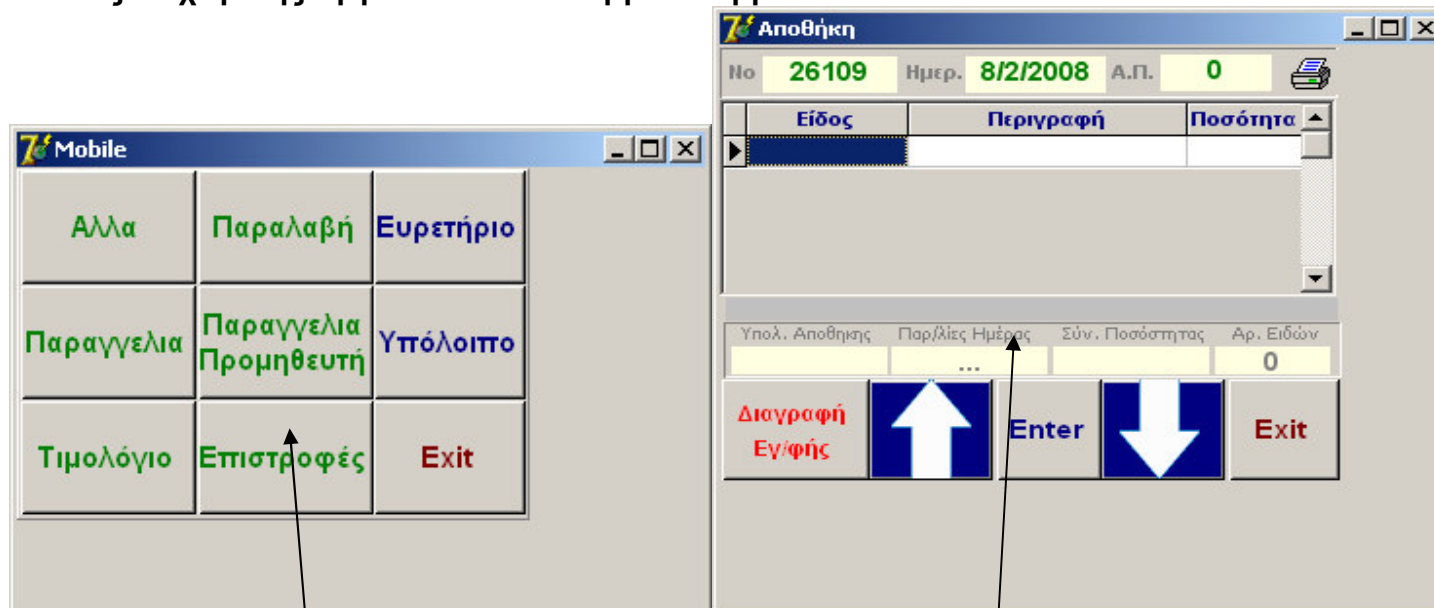 Αποθήκη
Νο 26109 Ημερ. 8/2/2008 Α.Π. 0
Είδος Περιγραφή Ποσότητα
Υπολ. Αποθηκης Παρ/λίες Ημέρας Σύν. Ποσόστητας Αρ. Ειδών
... 0
Διαγραφή
Εγ/φής
Enter
Exit
Mobile
Αλλα Παραλαβή Ευρετήριο
Παραγγελια Παραγγελια
Προμηθευτή Υπόλοιπο
Τιμολόγιο Επιστροφές Exit